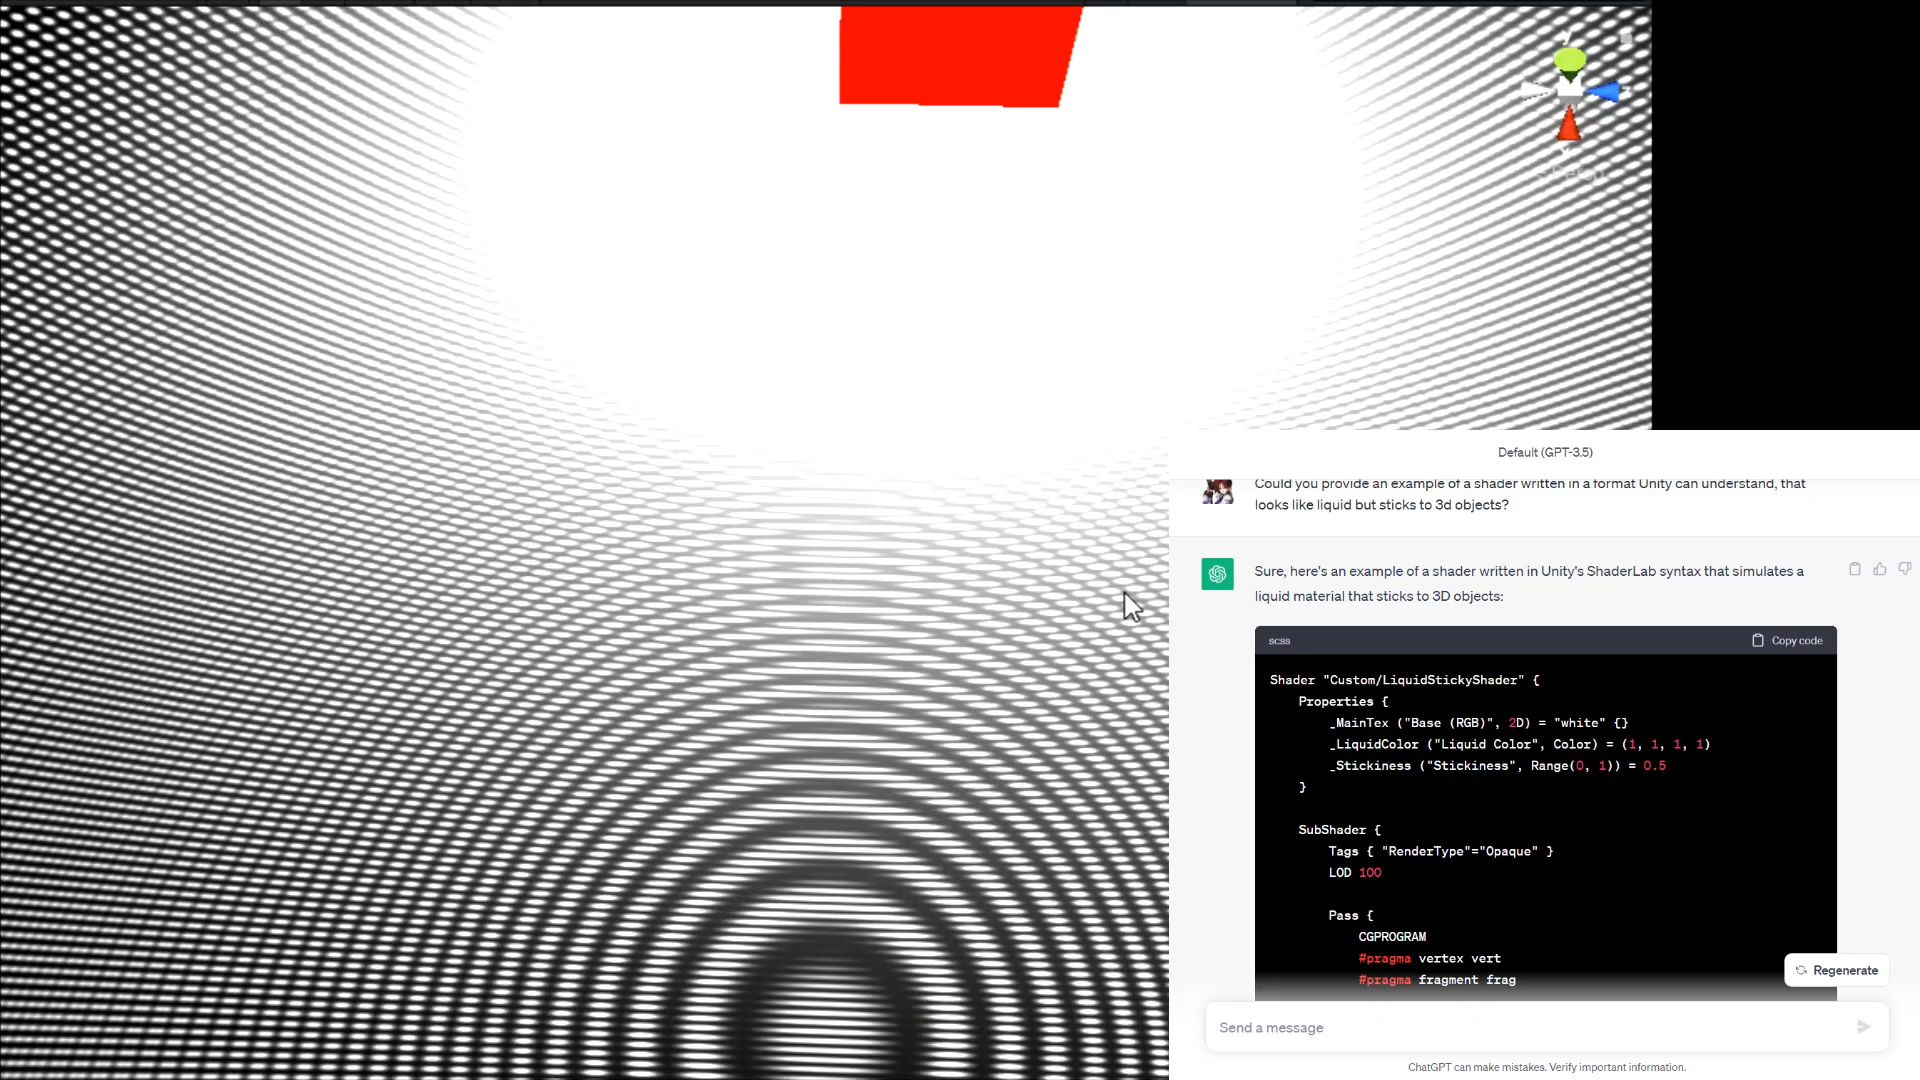 y
Default (GPT-3.5)
Could you provide an example of a shader written in a format Unity can understand, that
looks like liquid but sticks to 3d objects?
Sure, here's an example of a shader written in Unity's ShaderLab syntax that simulates a
liquid material that sticks to 3D objects:
scss
Copy code
Shader "Custom/LiquidStickyShader" {
Properties {
_MainTex ("Base (RGB)", 2D) = "white" {}
_LiquidColor ("Liquid Color", Color) = (1, 1, 1, 1)
_Stickiness ("Stickiness", Range(0, 1)) = 0.5
}
SubShader {
Tags { "RenderType"="Opaque" }
LOD 100
Pass {
CGPROGRAM
#pragma vertex vert
#pragma fragment frag
Regenerate
Send a message
ChatGPT can make mistakes. Verify important information.